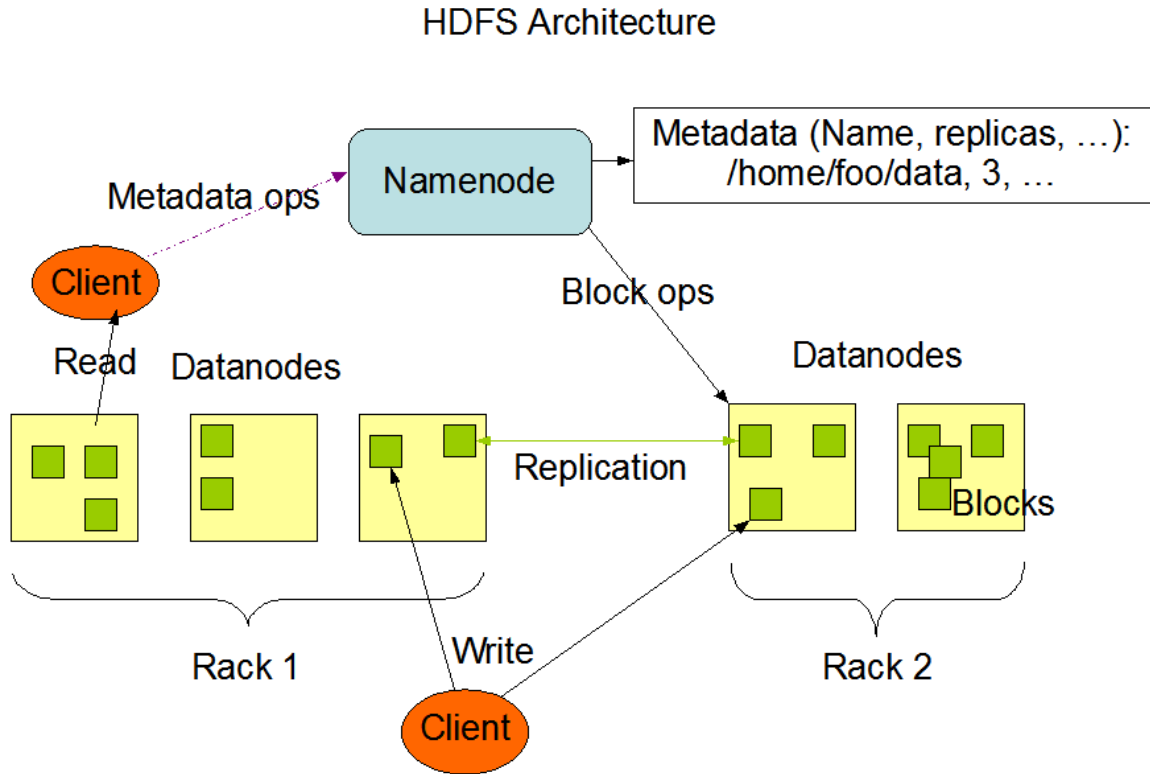 HDFS Architecture
Metadata (Name, replicas, …):
/home/foo/data, 3, …
Namenode
Metadata ops
Client
Block ops
Read
Datanodes
Datanodes
Replication
Blocks
Rack 1
Write
Rack 2
Client